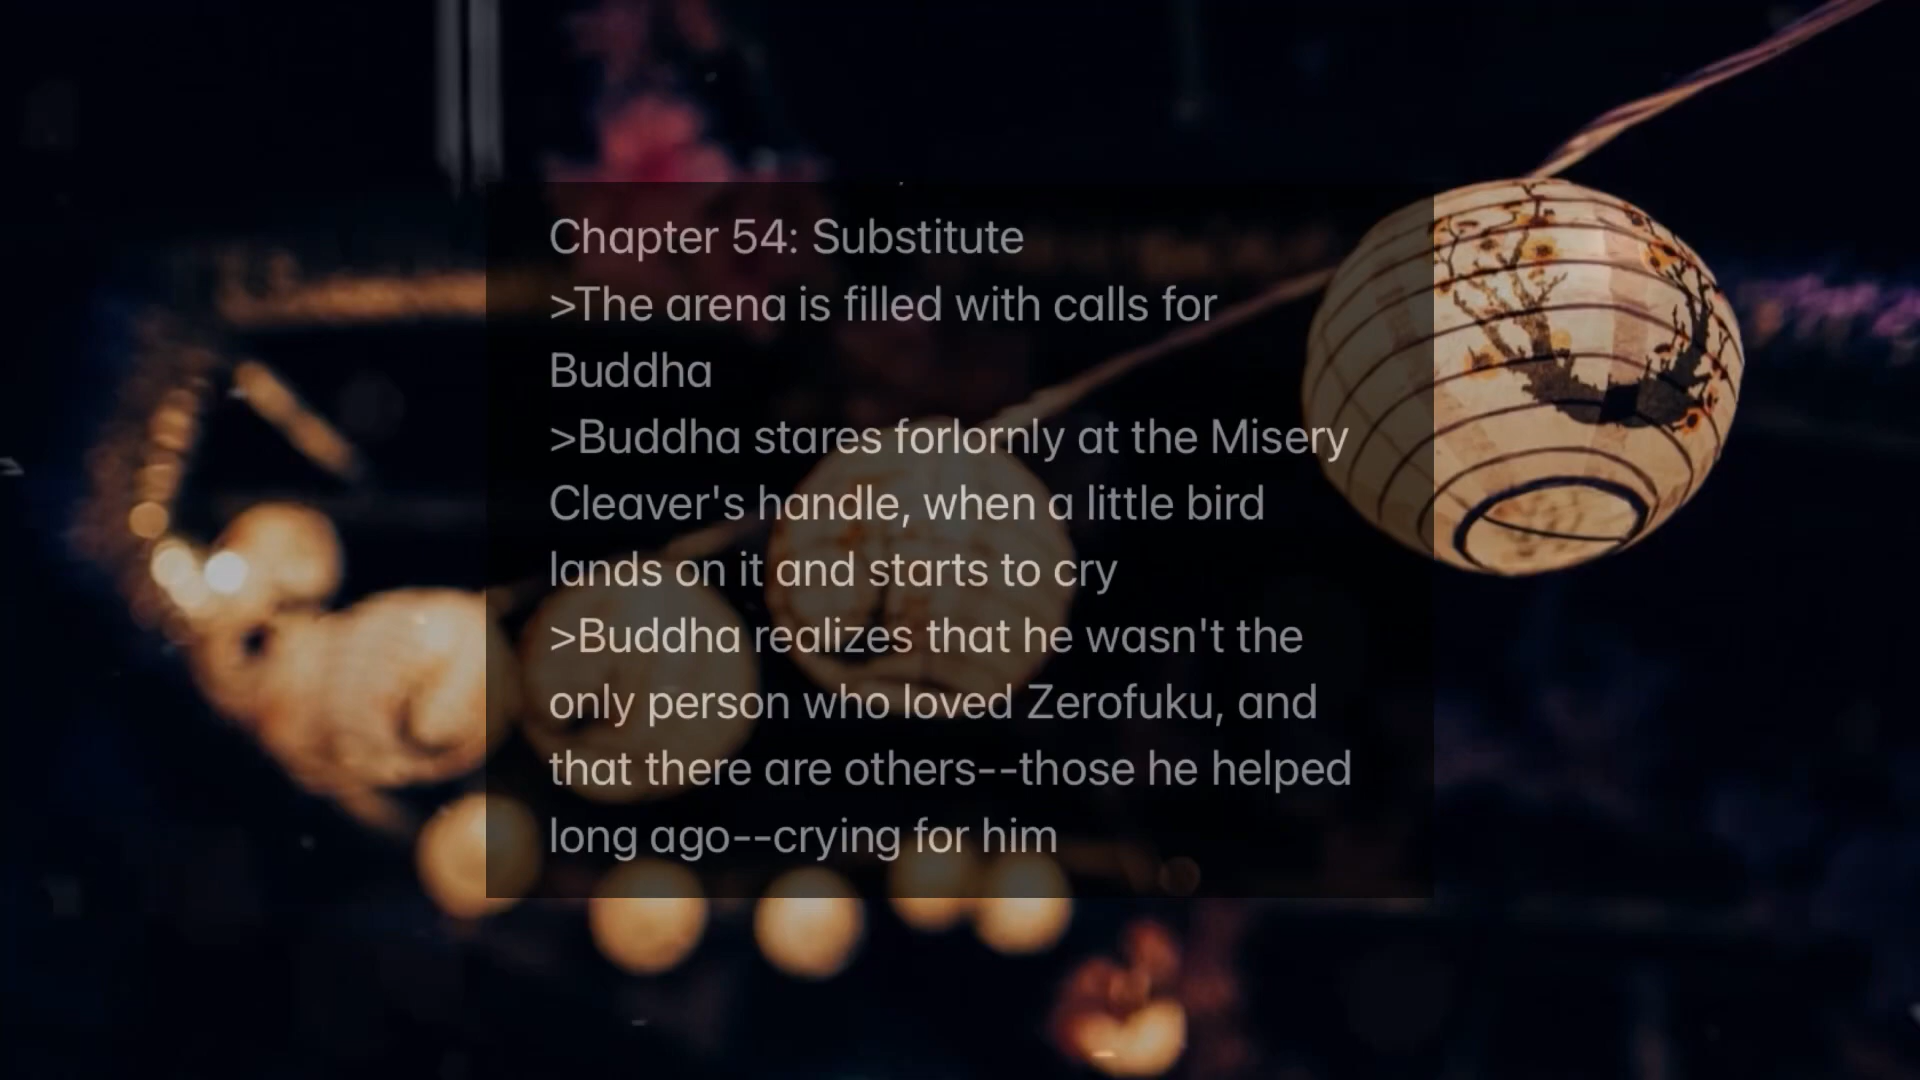 Chapter 54: Substitute
>The arena is filled with calls for
Buddha
>Buddha stares forlornly at the Misery
Cleaver's handle, when a little bird
lands on it and starts to cry
>Buddha realizes that he wasn't the
only person who loved Zerofuku, and
that there are others--those he helped
long ago--crying for him